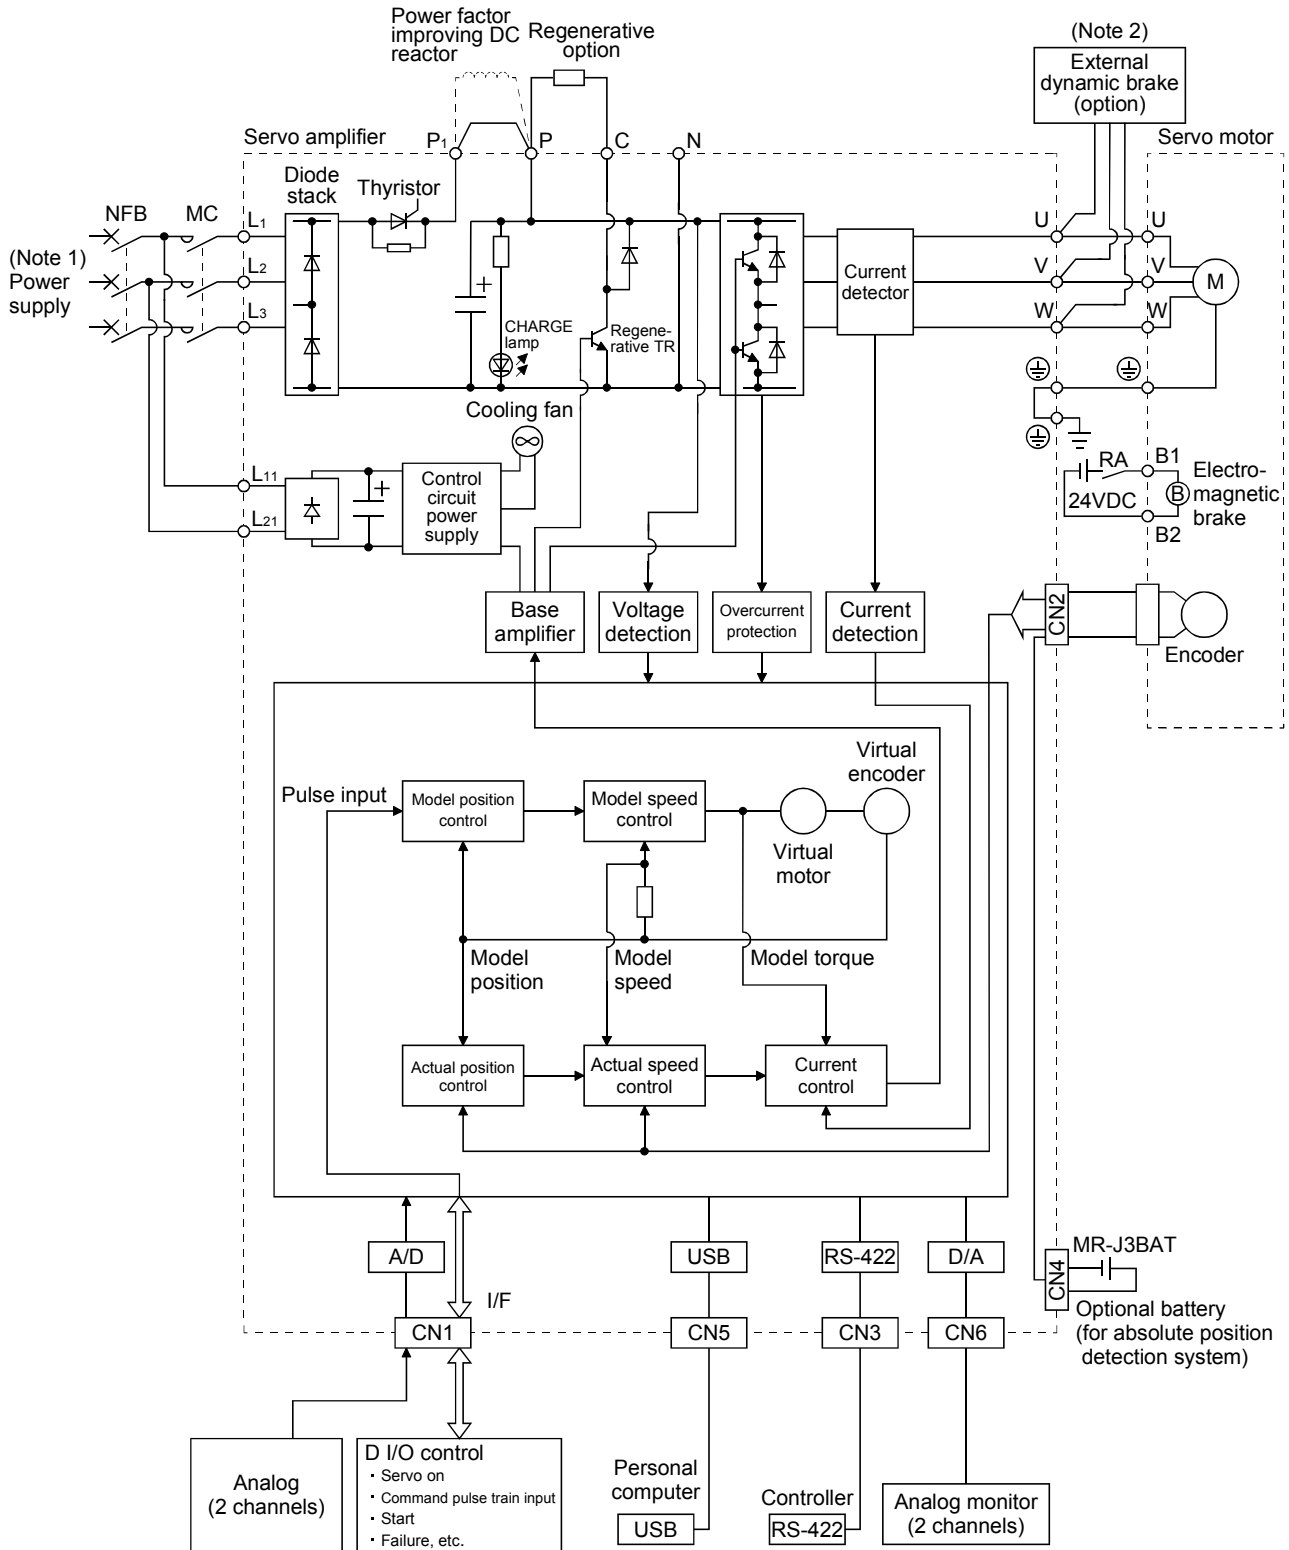 Power factor
improving DC
reactor
Regenerative
option
(Note 2)
External
dynamic brake
(option)
Servo amplifier
P1
P
C
N
Servo motor
Diode
stack
Thyristor
NFB
MC
L1
L2
L3
(Note 1)
Power
supply
+
CHARGE
lamp
Regene-
rative TR
Current
detector
U
V
W
U
V
W
M
Cooling fan
L11
L21
+
Control
circuit
power
supply
RA
24VDC
B1
B
B2
Electro-
magnetic
brake
Base
amplifier
Voltage
detection
Overcurrent
protection
Current
detection
CN2
Encoder
Pulse input
Model position
control
Model speed
control
Virtual
encoder
Virtual
motor
Model
position
Model
speed
Model torque
Actual position
control
Actual speed
control
Current
control
A/D
USB
RS-422
D/A
I/F
CN4
MR-J3BAT
Optional battery
(for absolute position
detection system)
CN1
CN5
CN3
CN6
Analog
(2 channels)
D I/O control
・Servo on
・Command pulse train input
・Start
・Failure, etc.
Personal
computer
USB
Controller
RS-422
Analog monitor
(2 channels)